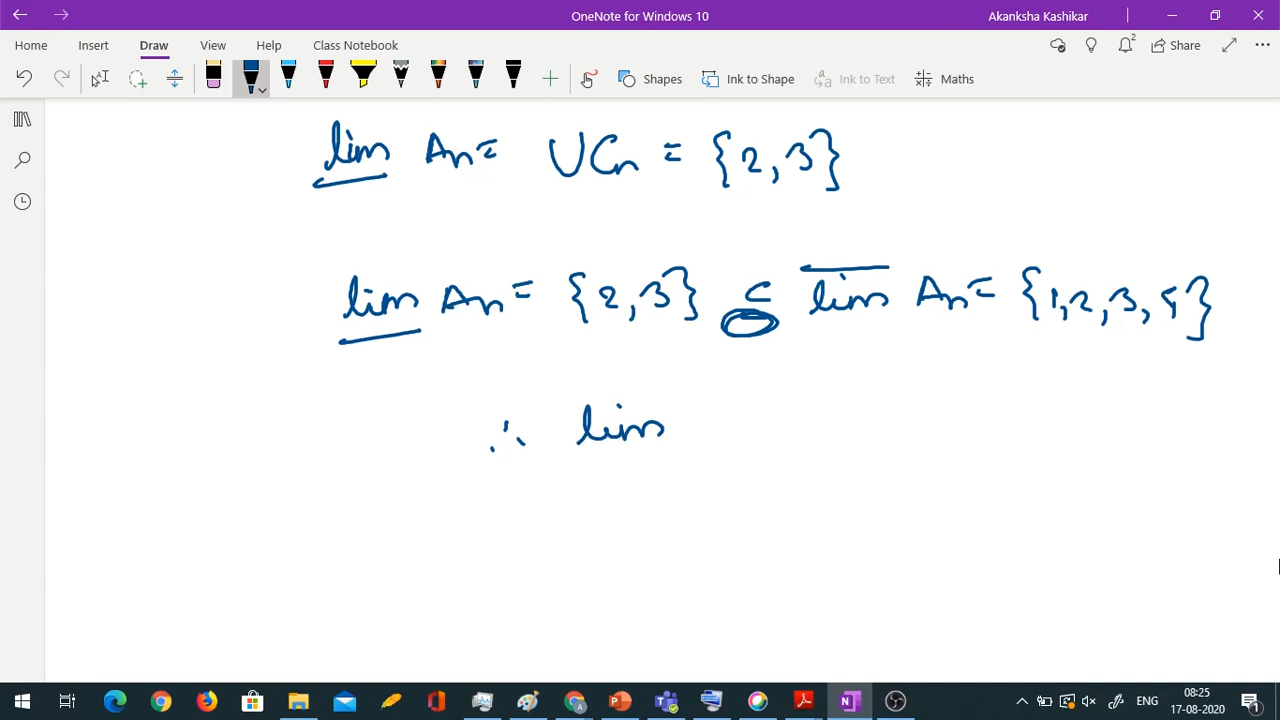 OneNote for Windows 10
Akanksha Kashikar
Home Insert Draw View Help Class Notebook
Share
Shapes Ink to Shape Ink to Text Maths
lim An = ∪Cn = {2, 3}
lim An = {2, 3} ⊂ lim An = {1, 2, 3, 4}
∴ lim
ENG
08:25
17-08-2020